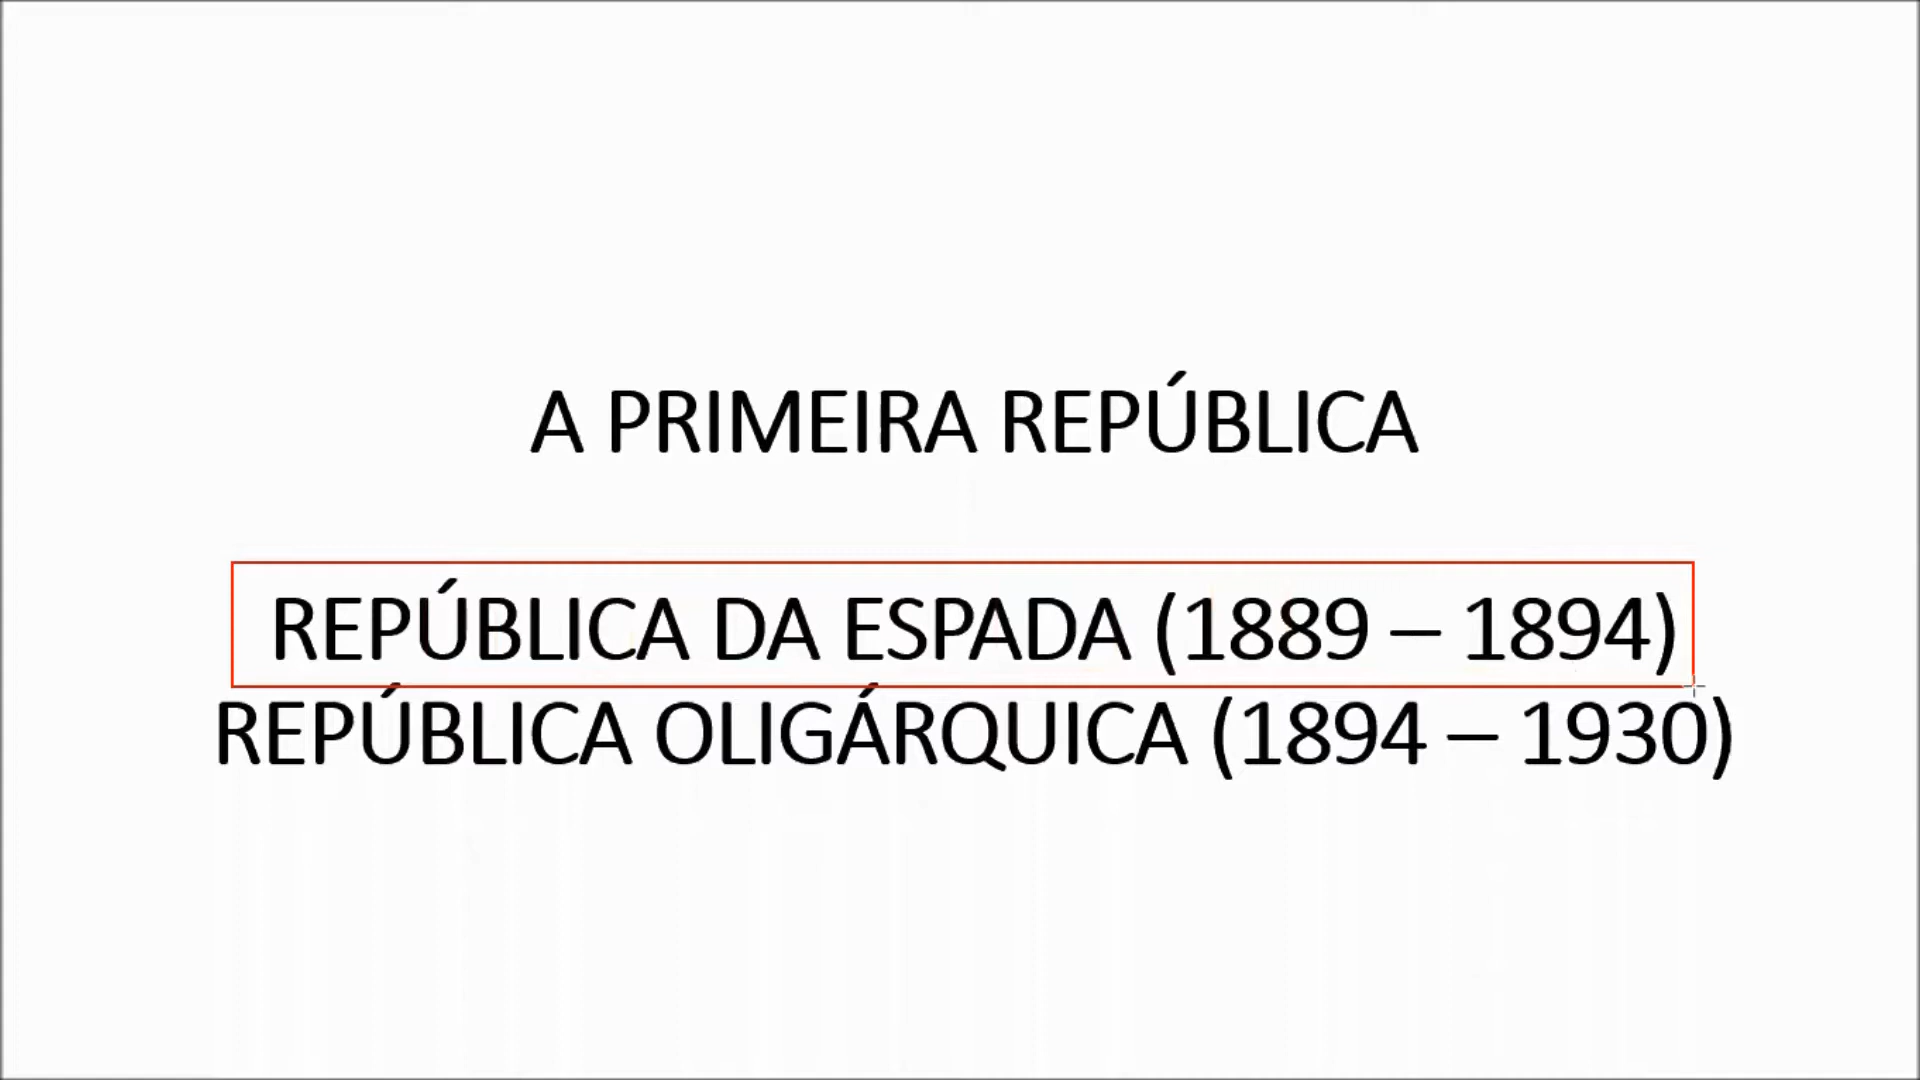 A PRIMEIRA REPÚBLICA
REPÚBLICA DA ESPADA (1889 – 1894)
REPÚBLICA OLIGÁRQUICA (1894 – 1930)